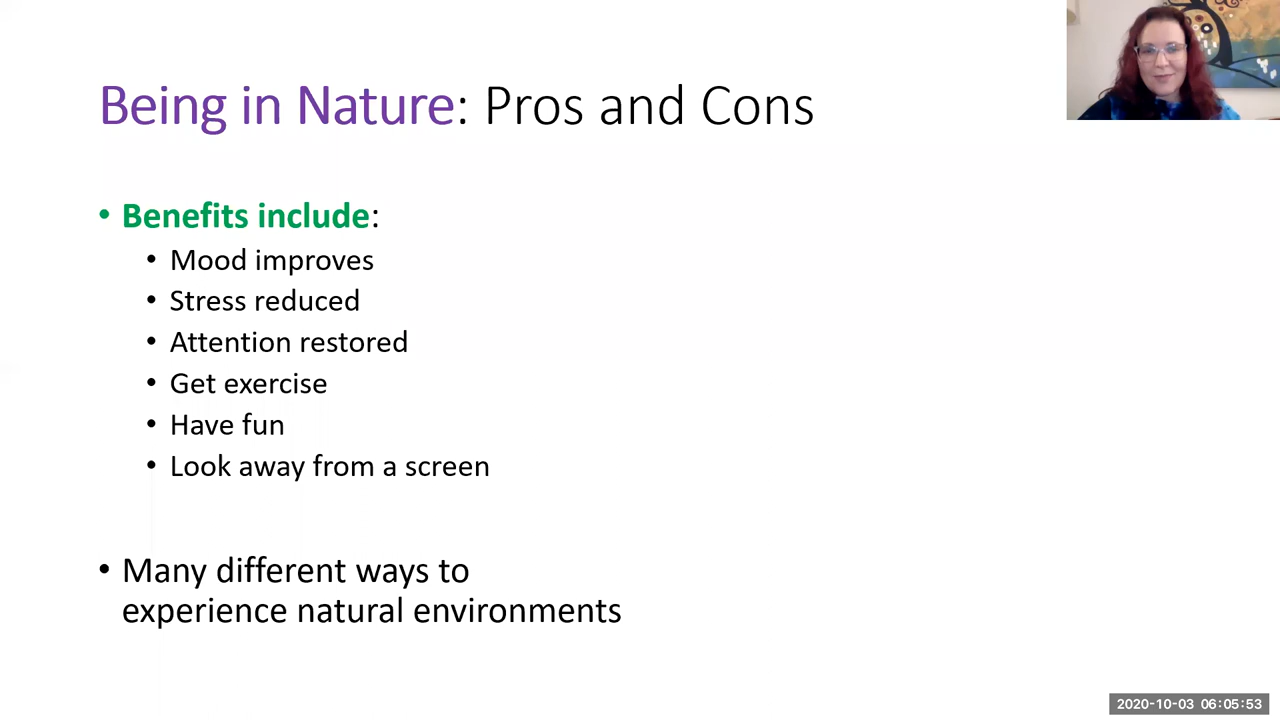 Being in Nature: Pros and Cons
• Benefits include:
• Mood improves
• Stress reduced
• Attention restored
• Get exercise
• Have fun
• Look away from a screen
• Many different ways to
experience natural environments
2020-10-03 06:05:53